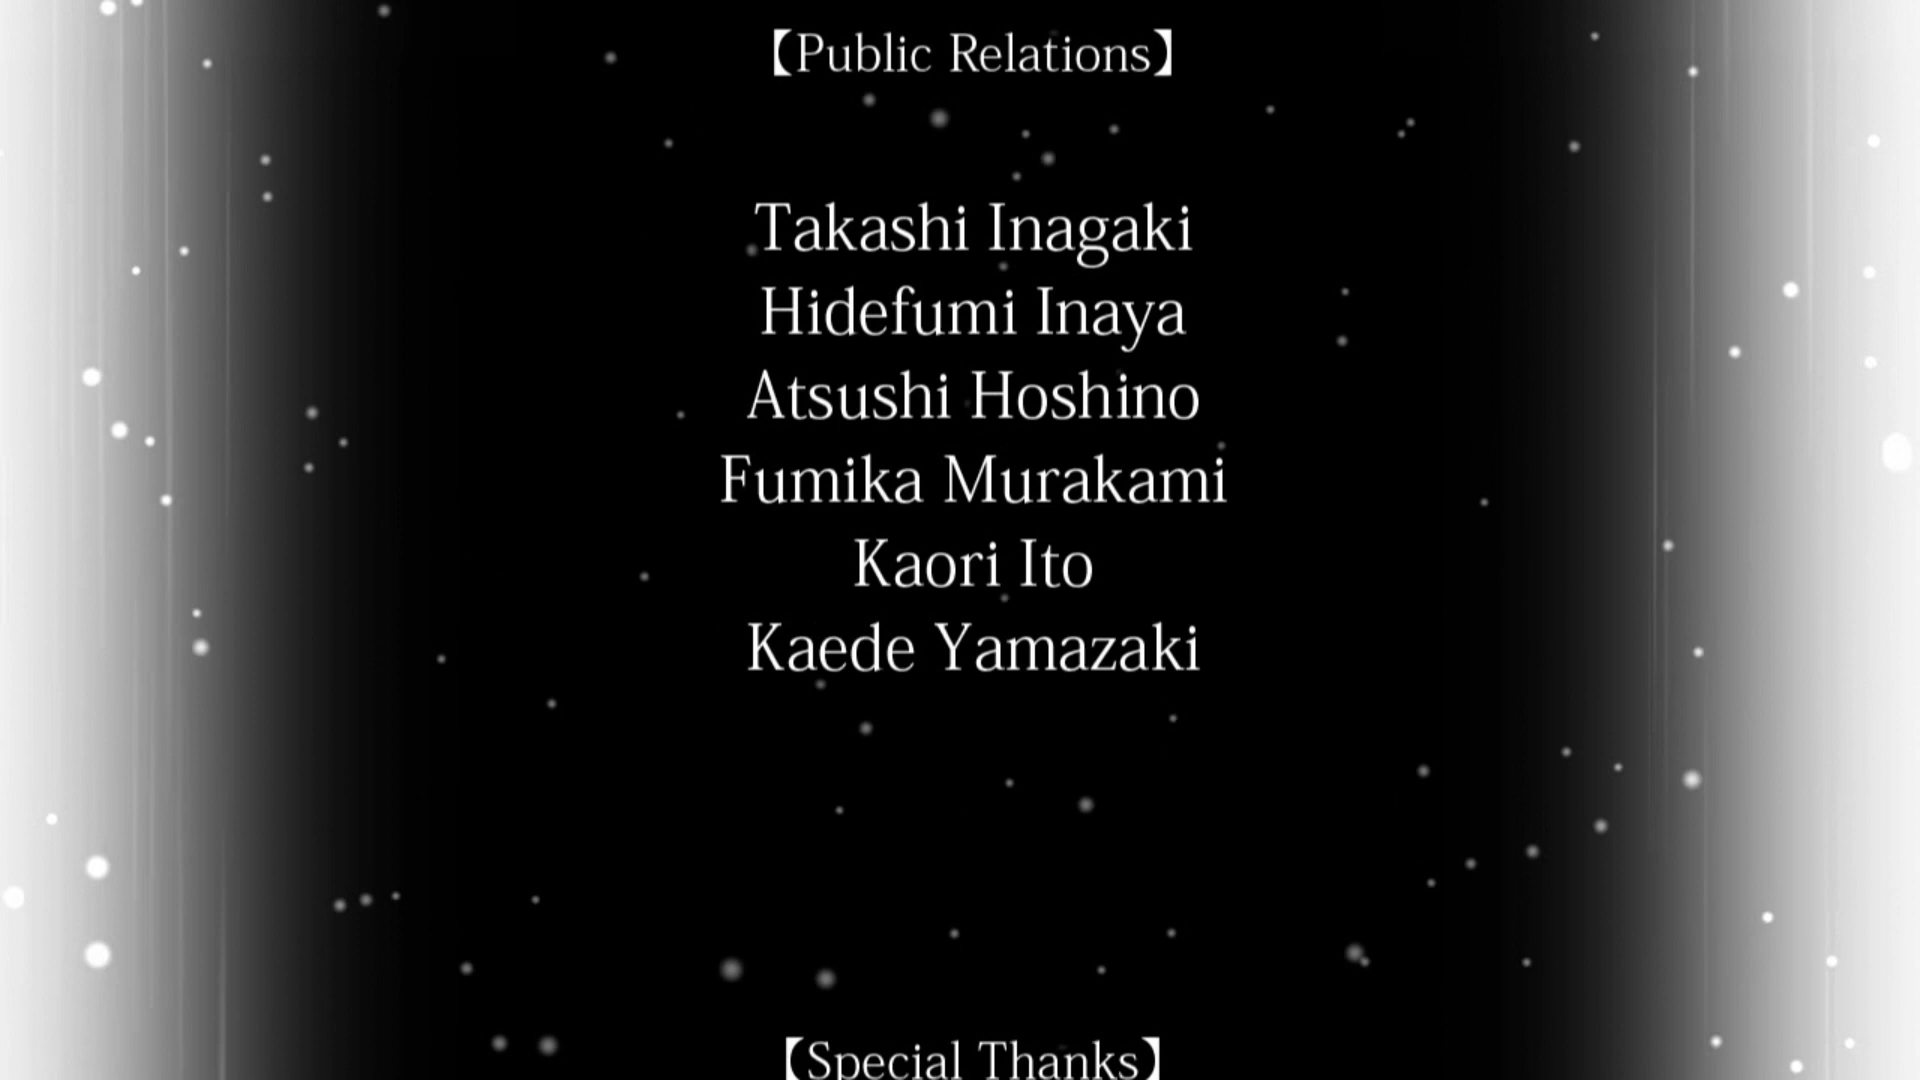 【Public Relations】
Takashi Inagaki
Hidefumi Inaya
Atsushi Hoshino
Fumika Murakami
Kaori Ito
Kaede Yamazaki
【Special Thanks】